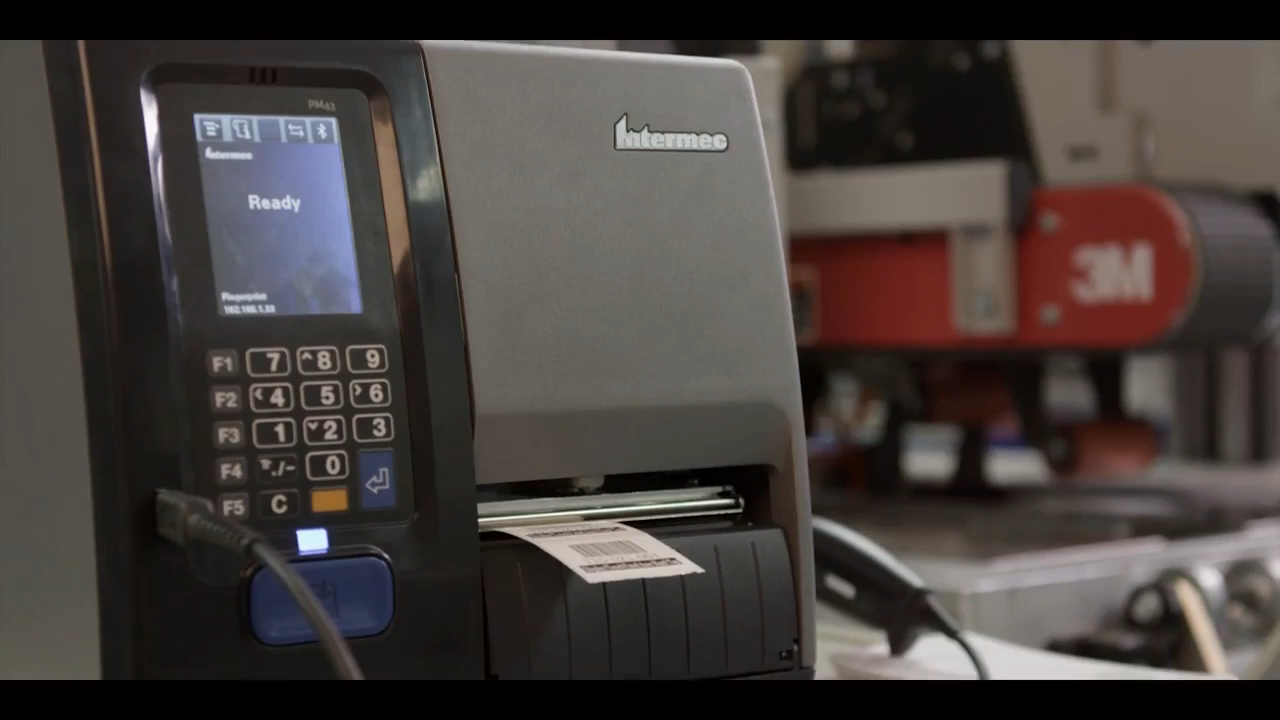 PM43
Intermec
Intermec
Ready
Fingerprint
3M
F1 7 8 9
F2 4 5 6
F3 1 2 3
F4 ./- 0
F5 C